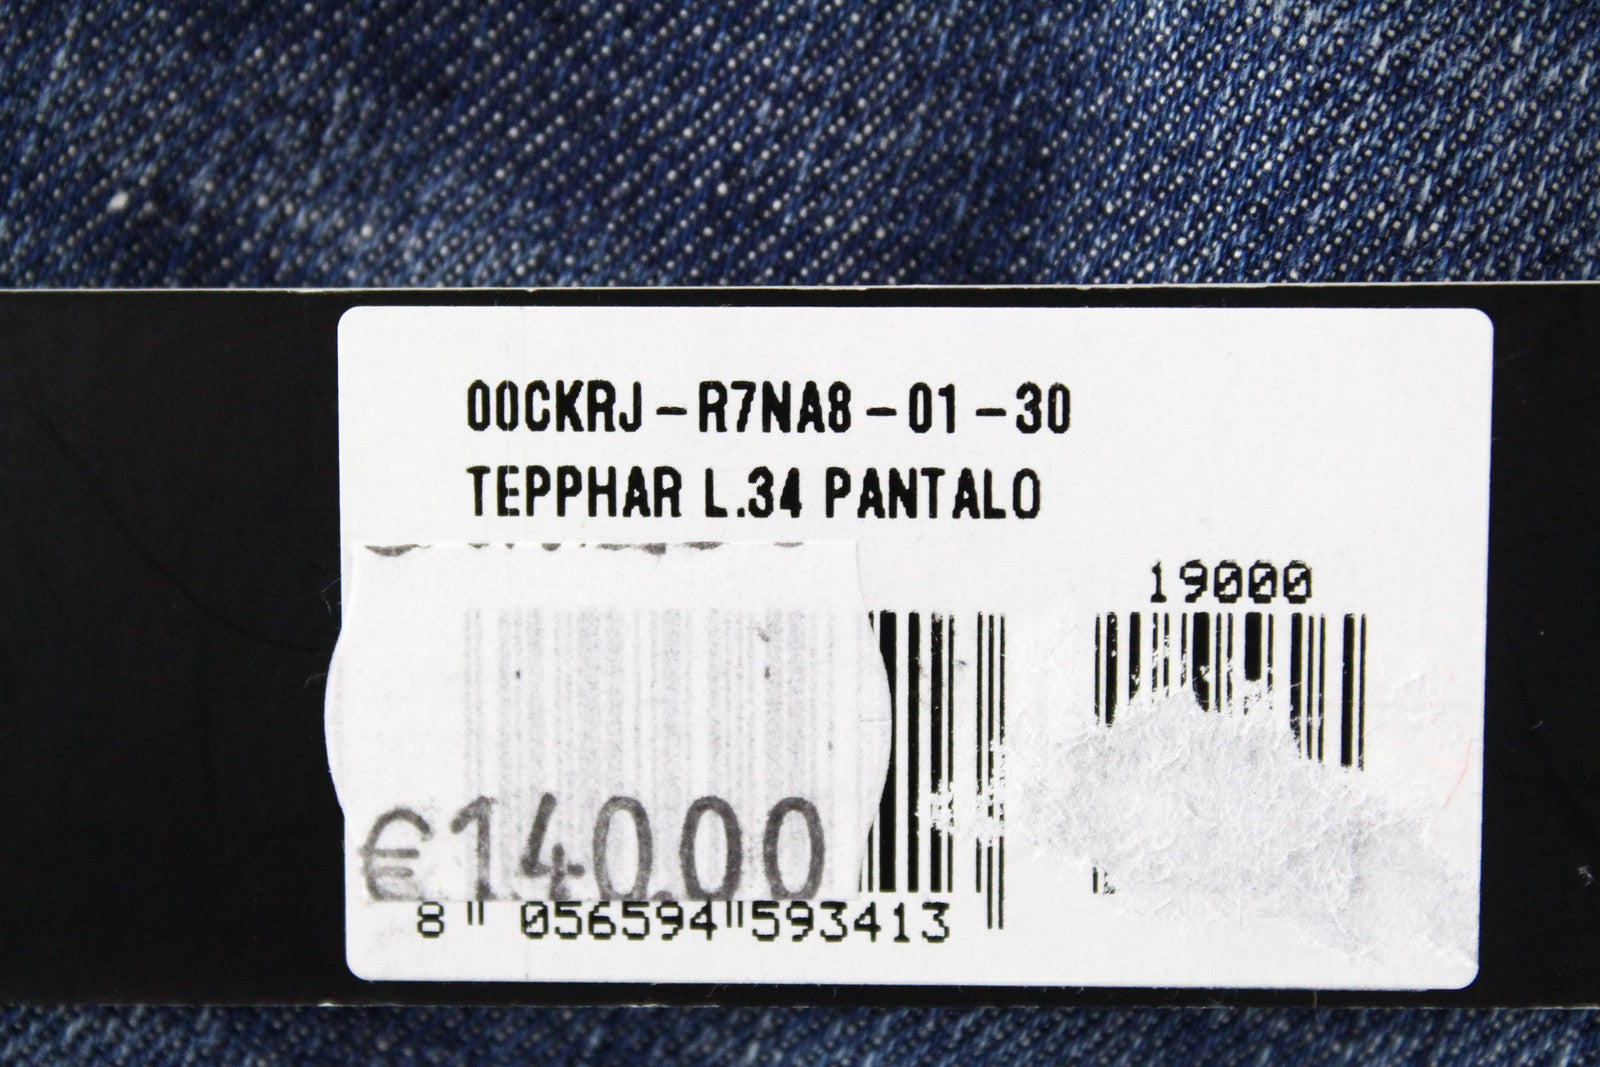 00CKRJ-R7NA8-01-30
TEPPHAR L.34 PANTALO
19000
€140.00
8 056594 593413